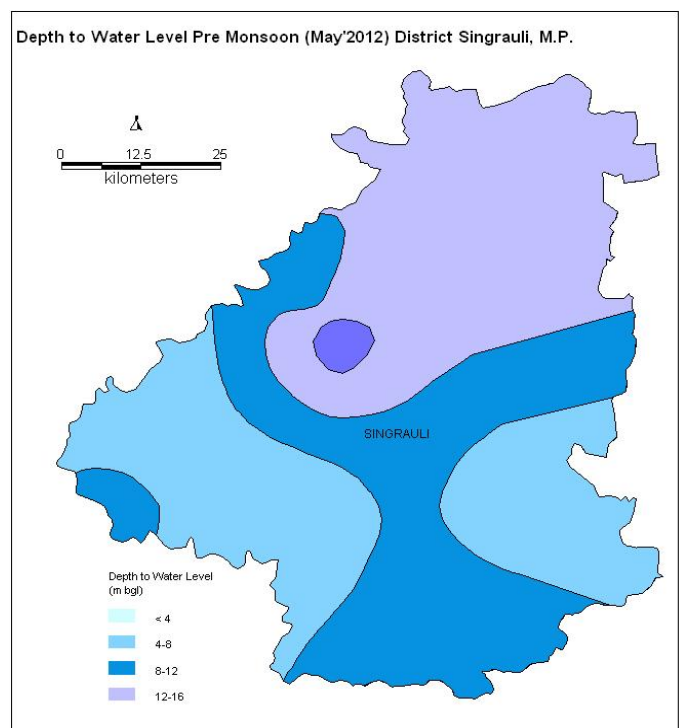 Depth to Water Level Pre Monsoon (May'2012) District Singrauli, M.P.
0 12.5 25
kilometers
SINGRAULI
Depth to Water Level
(m bgl)
< 4
4-8
8-12
12-16